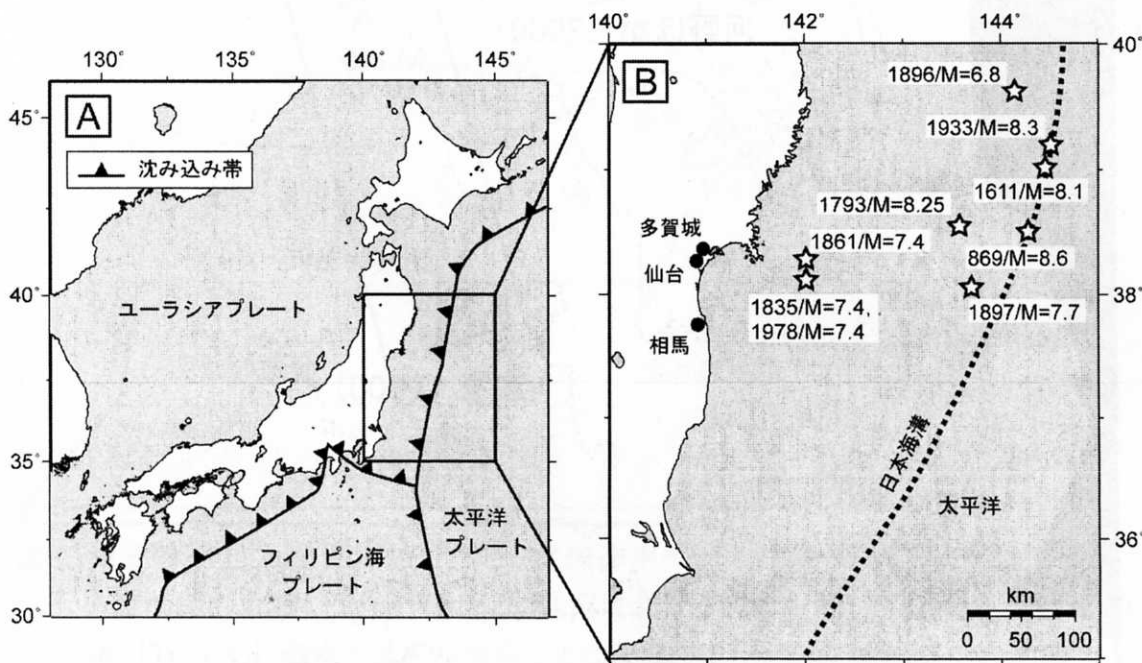 130° 135° 140° 145°
45°
40°
35°
30°
A
沈み込み帯
ユーラシアプレート
太平洋
プレート
フィリピン海
プレート
140° 142° 144°
40°
38°
36°
B
1896/M=6.8
1933/M=8.3
1611/M=8.1
1793/M=8.25
多賀城
1861/M=7.4
869/M=8.6
仙台
1835/M=7.4,
1978/M=7.4
1897/M=7.7
相馬
日本海溝
太平洋
km
0 50 100